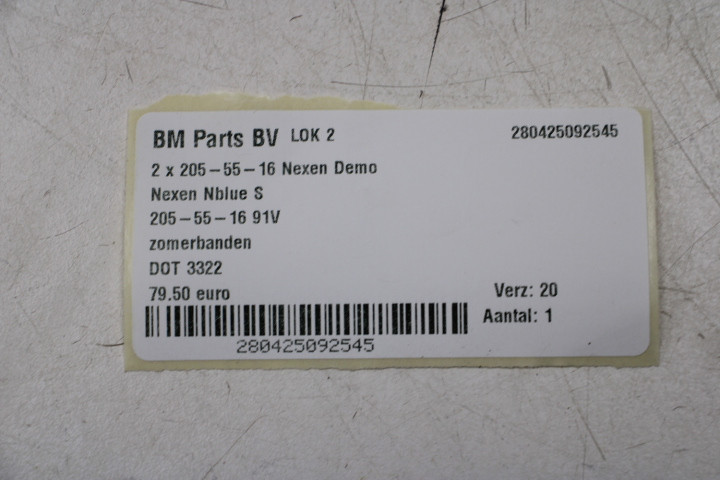 BM Parts BV LOK 2 280425092545
2 x 205-55-16 Nexen Demo
Nexen Nblue S
205-55-16 91V
zomerbanden
DOT 3322
79.50 euro Verz: 20
Aantal: 1
280425092545